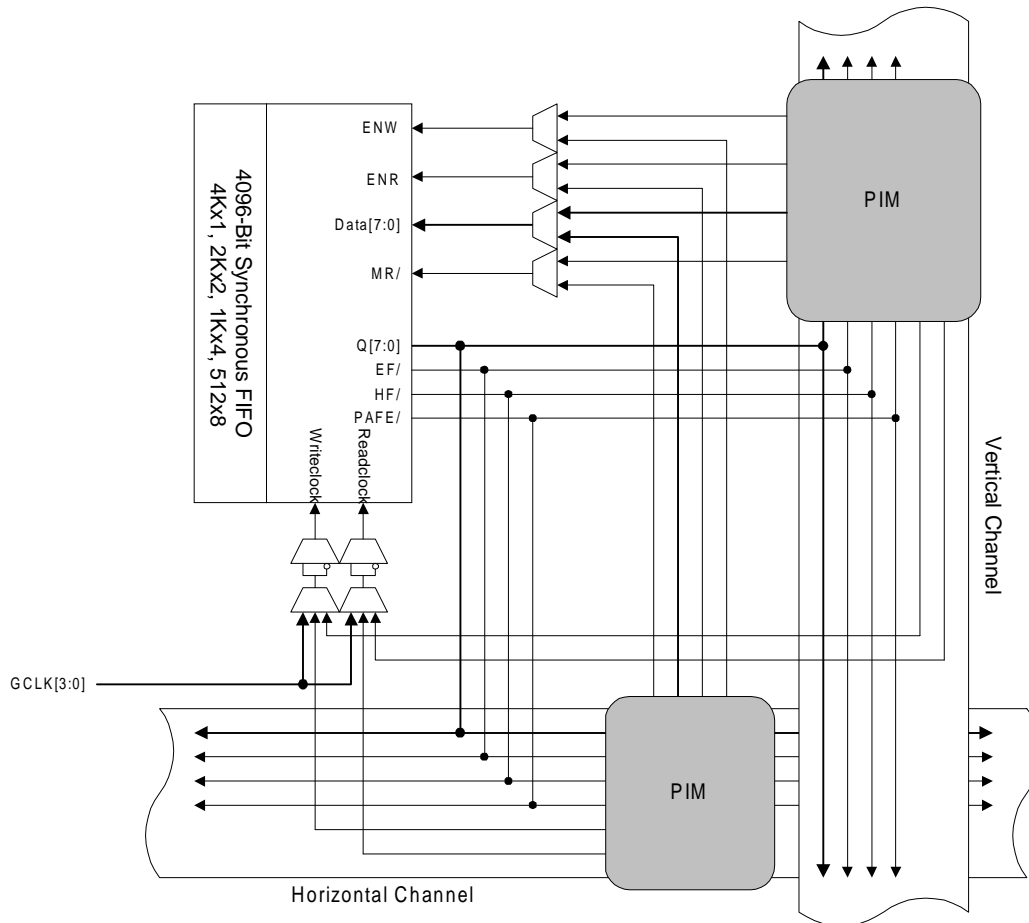 ENW
ENR
Data[7:0]
MR/
Q[7:0]
EF/
HF/
PAFE/
4096-Bit Synchronous FIFO
4Kx1, 2Kx2, 1Kx4, 512x8
Writeclock
Readclock
PIM
Vertical Channel
GCLK[3:0]
PIM
Horizontal Channel